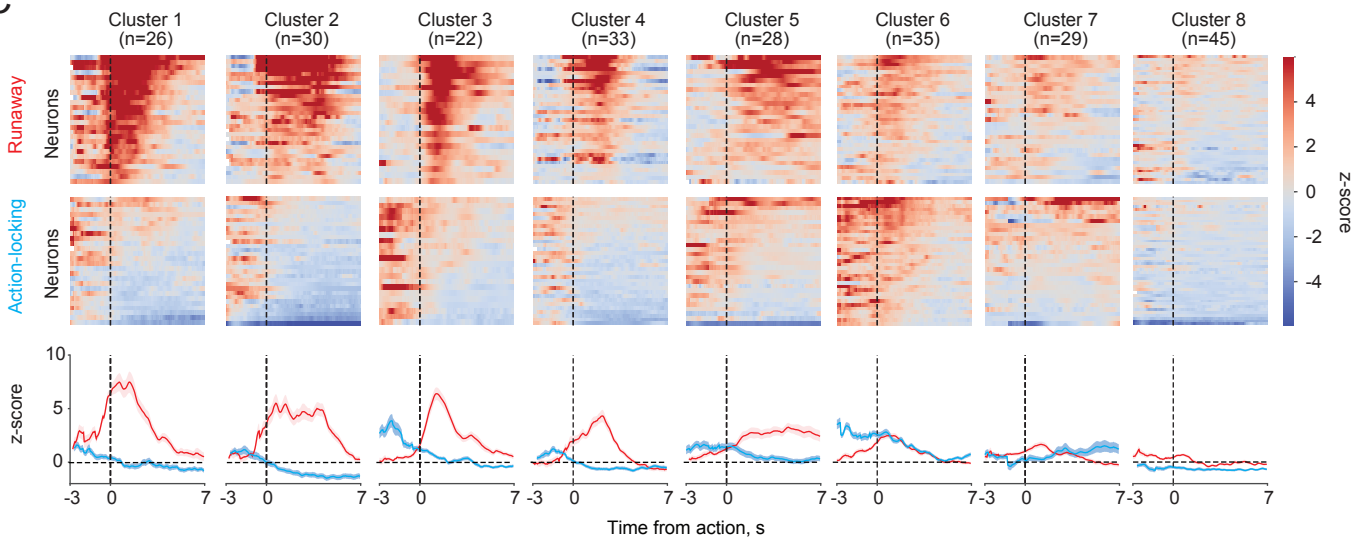 Cluster 1 Cluster 2 Cluster 3 Cluster 4 Cluster 5 Cluster 6 Cluster 7 Cluster 8
(n=26) (n=30) (n=22) (n=33) (n=28) (n=35) (n=29) (n=45)
Runaway
Neurons
Action-locking
Neurons
4
2
0
-2
-4
z-score
10
5
0
z-score
-3 0 7 -3 0 7 -3 0 7 -3 0 7 -3 0 7 -3 0 7 -3 0 7 -3 0 7
Time from action, s